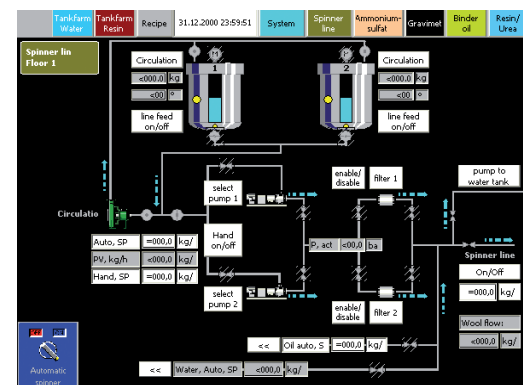 Tankfarm Water
Tankfarm Resin
Recipe
31.12.2000 23:59:51
System
Spinner line
Ammonium-sulfat
Gravimet
Binder oil
Resin/Urea
Spinner lin
Floor 1
Circulation
<000.0 kg
<00 °
line feed on/off
M
1
M
2
Circulation
<000.0 kg
<00 °
line feed on/off
select pump 1
enable/disable
filter 1
pump to water tank
Circulatio
Hand on/off
P, act <00,0 ba
Spinner line
Auto, SP =000,0 kg/
PV, kg/h <000,0 kg/
Hand, SP =000,0 kg/
On/Off
=000,0 kg/
select pump 2
enable/disable
filter 2
Wool flow:
<000,0 kg/
<< Oil auto, S =000,0 kg/
<< Water, Auto, SP <000,0 kg/
Automatic spinner